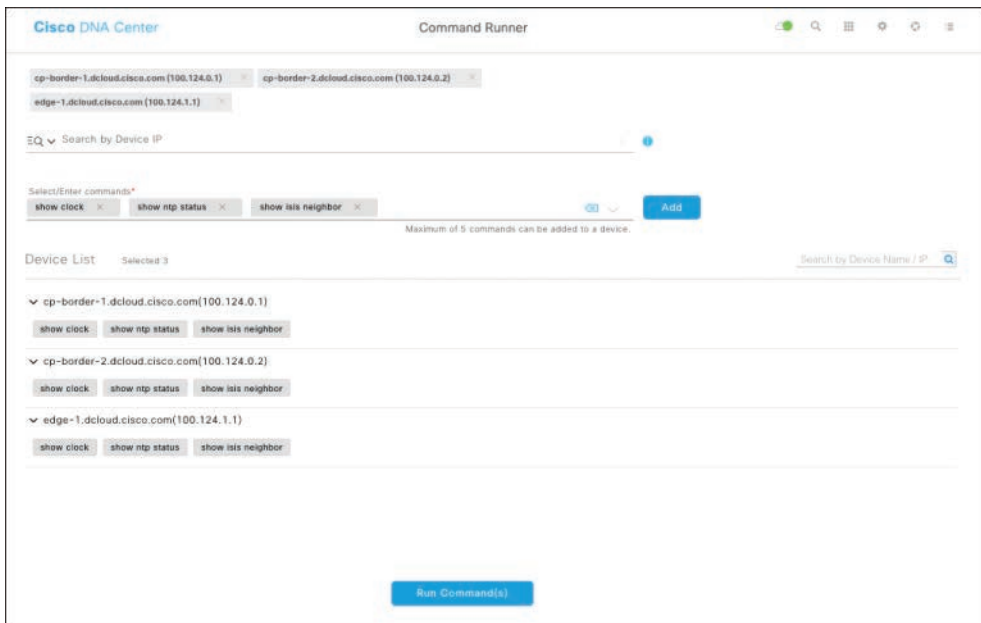 Cisco DNA Center Command Runner
cp-border-1.dcloud.cisco.com (100.124.0.1) × cp-border-2.dcloud.cisco.com (100.124.0.2) ×
edge-1.dcloud.cisco.com (100.124.1.1) ×
Search by Device IP
Select/Enter commands*
show clock × show ntp status × show isis neighbor × Add
Maximum of 5 commands can be added to a device.
Device List Selected 3 Search by Device Name / IP
cp-border-1.dcloud.cisco.com(100.124.0.1)
show clock show ntp status show isis neighbor
cp-border-2.dcloud.cisco.com(100.124.0.2)
show clock show ntp status show isis neighbor
edge-1.dcloud.cisco.com(100.124.1.1)
show clock show ntp status show isis neighbor
Run Command(s)